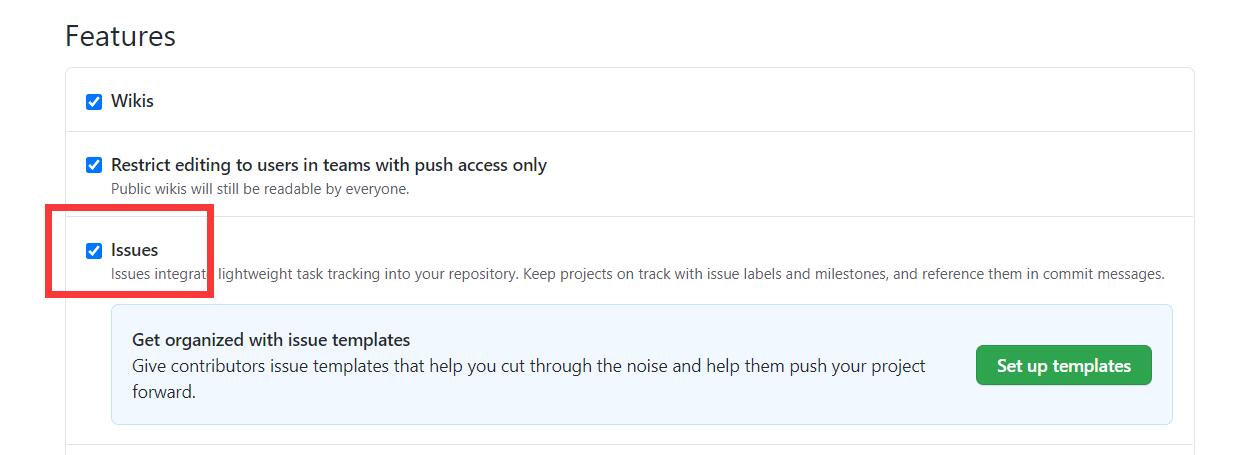 Features
Wikis
Restrict editing to users in teams with push access only
Public wikis will still be readable by everyone.
Issues
Issues integrate lightweight task tracking into your repository. Keep projects on track with issue labels and milestones, and reference them in commit messages.
Get organized with issue templates
Give contributors issue templates that help you cut through the noise and help them push your project
forward.
Set up templates